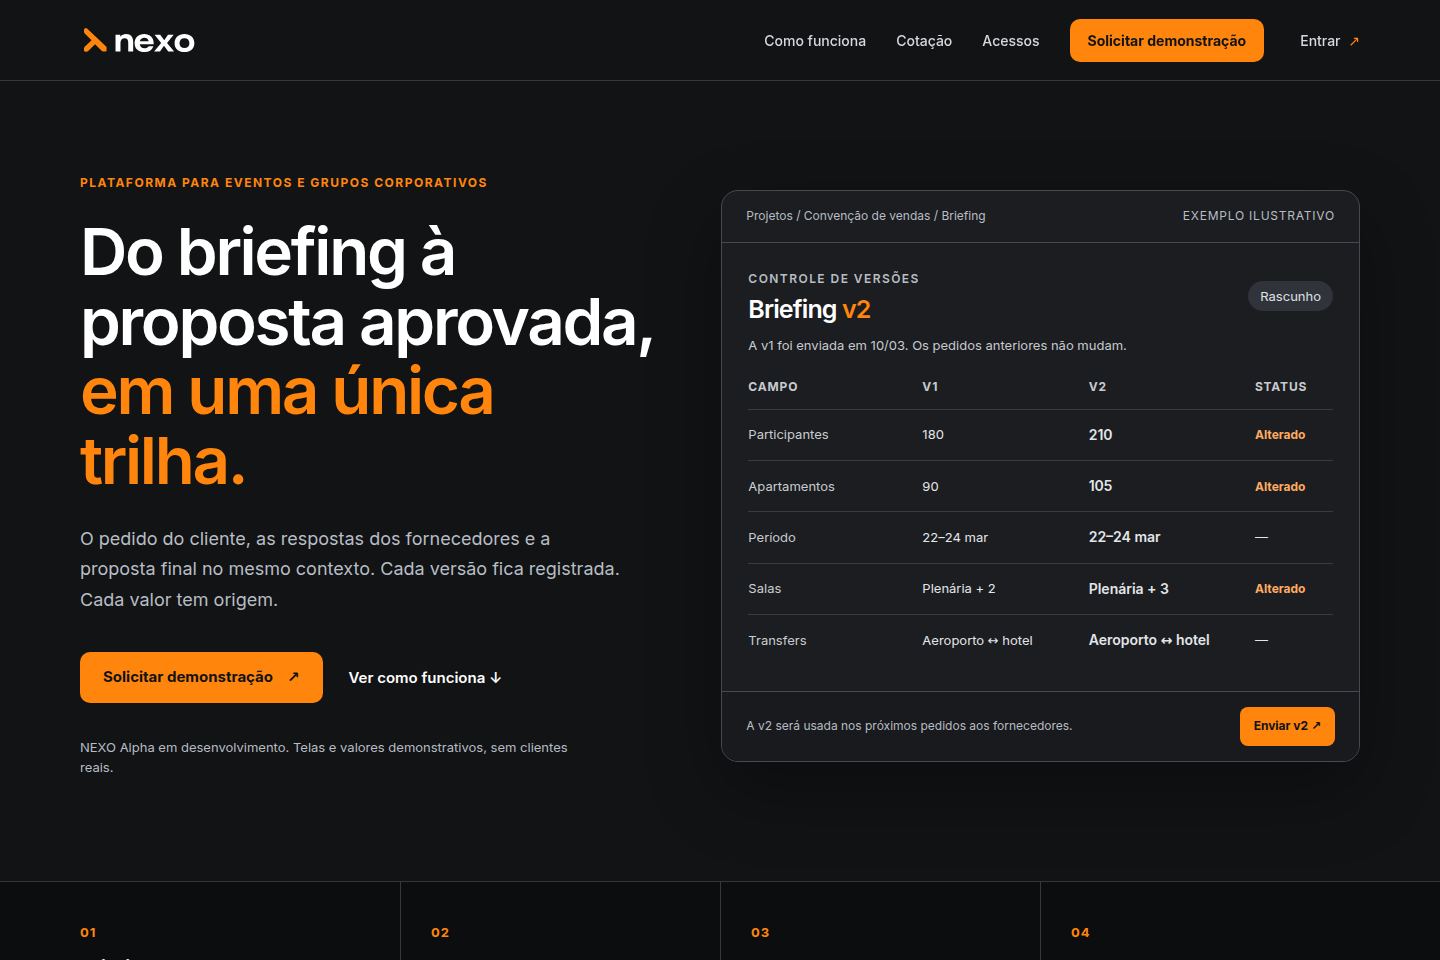 nexo
Como funciona
Cotação
Acessos
Solicitar demonstração
Entrar ↗
PLATAFORMA PARA EVENTOS E GRUPOS CORPORATIVOS
Do briefing à
proposta aprovada,
em uma única
trilha.
O pedido do cliente, as respostas dos fornecedores e a
proposta final no mesmo contexto. Cada versão fica registrada.
Cada valor tem origem.
Solicitar demonstração ↗
Ver como funciona ↓
NEXO Alpha em desenvolvimento. Telas e valores demonstrativos, sem clientes
reais.
Projetos / Convenção de vendas / Briefing
EXEMPLO ILUSTRATIVO
CONTROLE DE VERSÕES
Briefing v2
Rascunho
A v1 foi enviada em 10/03. Os pedidos anteriores não mudam.
CAMPO V1 V2 STATUS
Participantes 180 210 Alterado
Apartamentos 90 105 Alterado
Período 22–24 mar 22–24 mar —
Salas Plenária + 2 Plenária + 3 Alterado
Transfers Aeroporto ↔ hotel Aeroporto ↔ hotel —
A v2 será usada nos próximos pedidos aos fornecedores.
Enviar v2 ↗
01
02
03
04